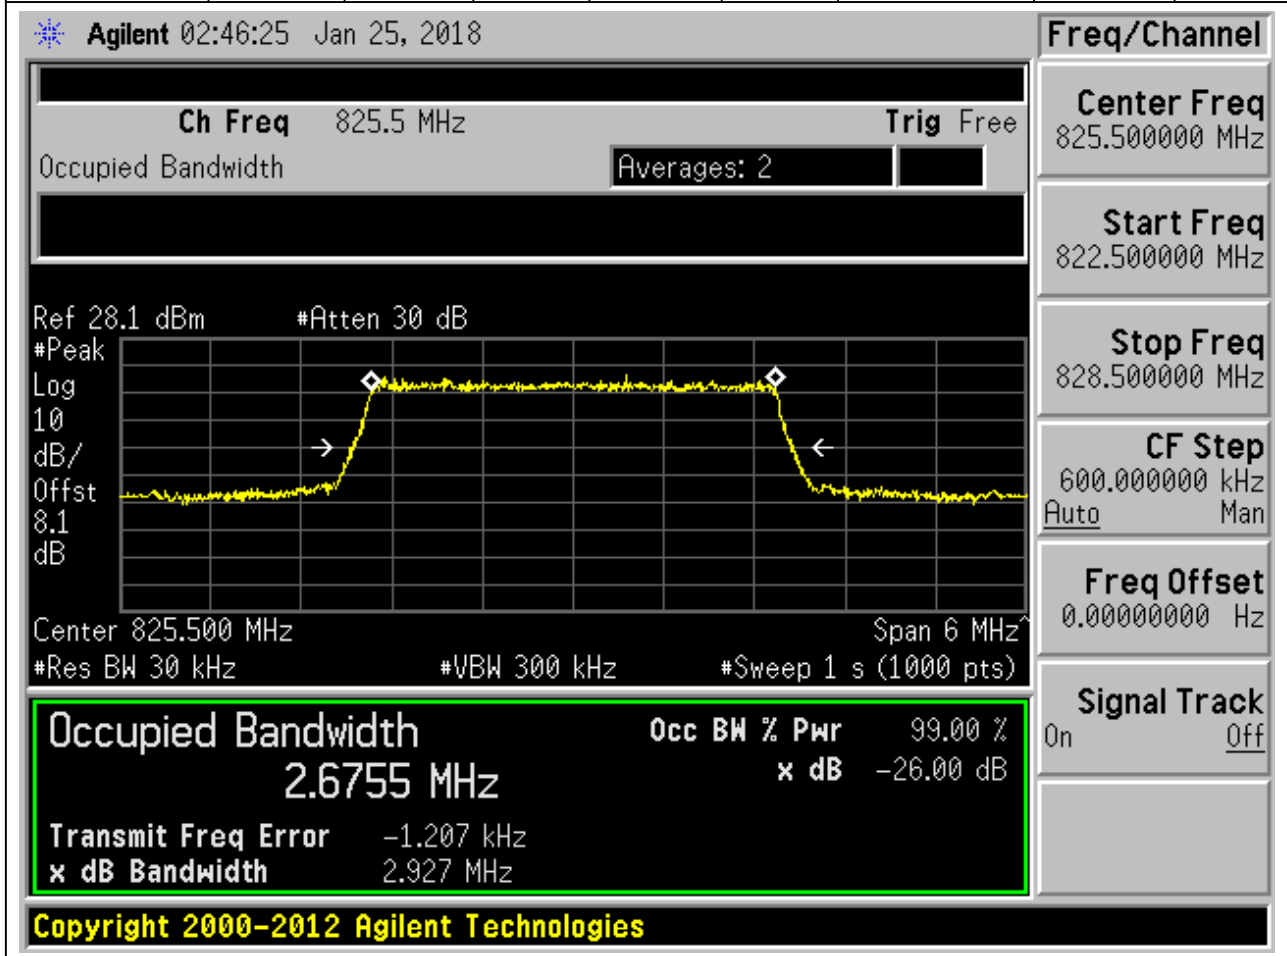 Agilent 02:46:25 Jan 25, 2018
Freq/Channel
Ch Freq 825.5 MHz Trig Free
Occupied Bandwidth Averages: 2
Center Freq
825.500000 MHz
Start Freq
822.500000 MHz
Stop Freq
828.500000 MHz
CF Step
600.000000 kHz
Auto Man
Freq Offset
0.00000000 Hz
Signal Track
On Off
Ref 28.1 dBm #Atten 30 dB
#Peak
Log
10
dB/
Offst
8.1
dB
Center 825.500 MHz Span 6 MHz^
#Res BW 30 kHz #VBW 300 kHz #Sweep 1 s (1000 pts)
Occupied Bandwidth Occ BW % Pwr 99.00 %
2.6755 MHz x dB -26.00 dB
Transmit Freq Error -1.207 kHz
x dB Bandwidth 2.927 MHz
Copyright 2000-2012 Agilent Technologies